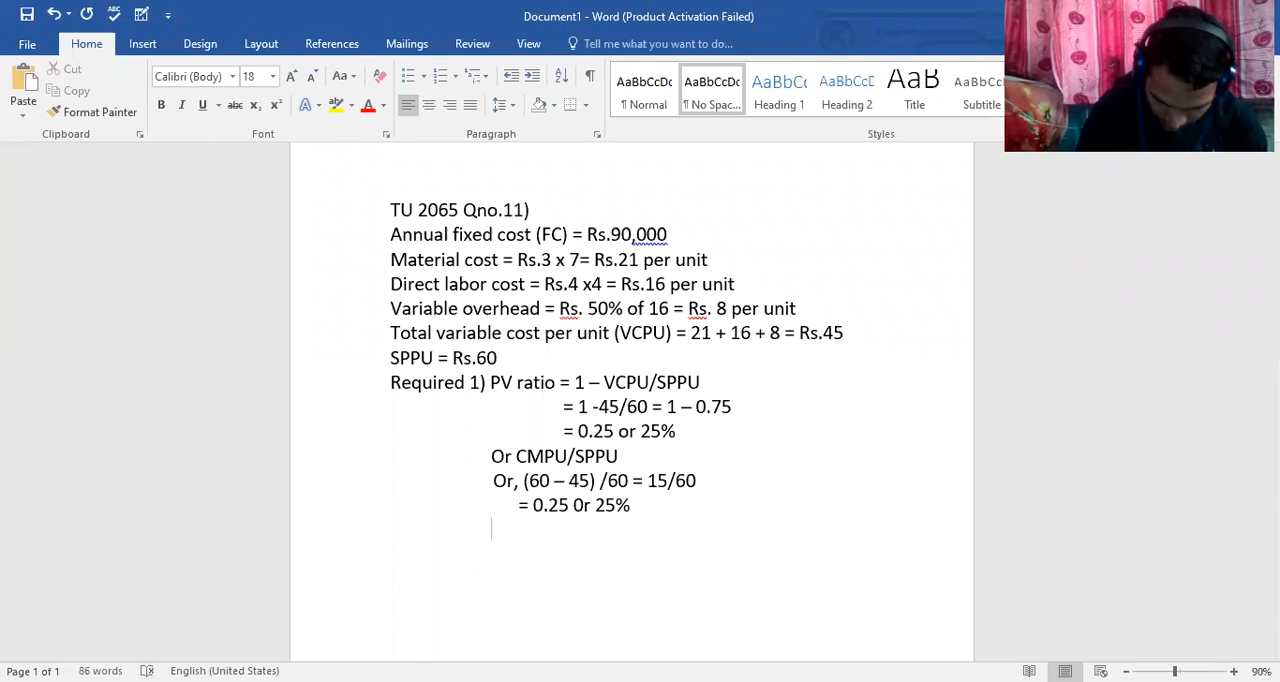 Document1 - Word (Product Activation Failed)
File Home Insert Design Layout References Mailings Review View Tell me what you want to do...
Paste
Cut
Copy
Format Painter
Clipboard
Calibri (Body) 18
Font
Paragraph
AaBbCcDc AaBbCcDc AaBbCc AaBbCcD AaB AaBbCcD
¶ Normal ¶ No Spac... Heading 1 Heading 2 Title Subtitle
Styles
TU 2065 Qno.11)
Annual fixed cost (FC) = Rs.90,000
Material cost = Rs.3 x 7= Rs.21 per unit
Direct labor cost = Rs.4 x4 = Rs.16 per unit
Variable overhead = Rs. 50% of 16 = Rs. 8 per unit
Total variable cost per unit (VCPU) = 21 + 16 + 8 = Rs.45
SPPU = Rs.60
Required 1) PV ratio = 1 – VCPU/SPPU
= 1 -45/60 = 1 – 0.75
= 0.25 or 25%
Or CMPU/SPPU
Or, (60 – 45) /60 = 15/60
= 0.25 0r 25%
Page 1 of 1 86 words English (United States) 90%